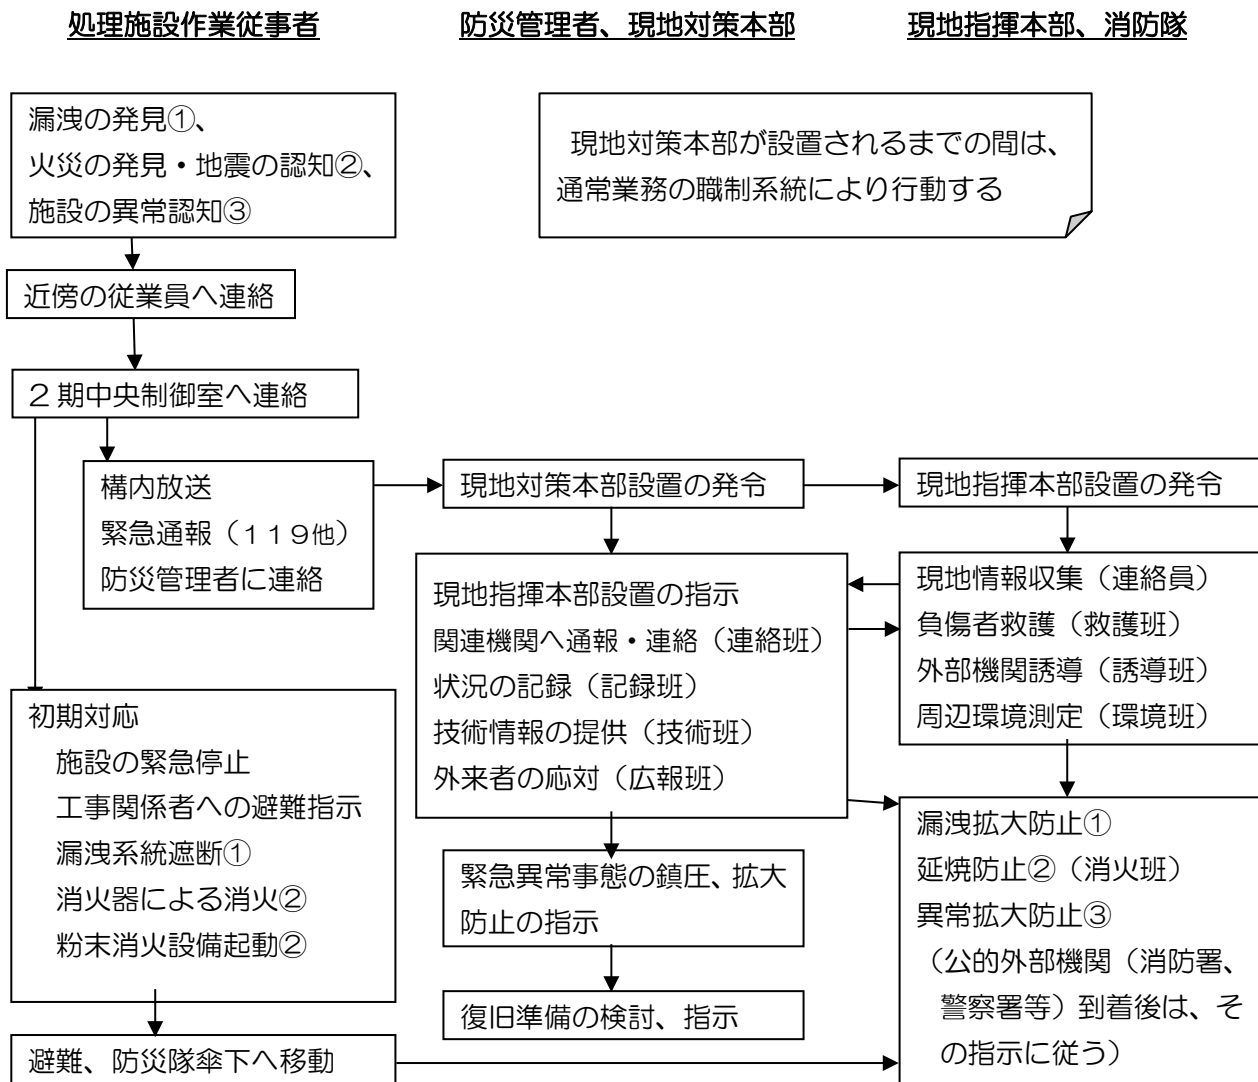 処理施設作業従事者
防災管理者、現地対策本部
現地指揮本部、消防隊
漏洩の発見①、
火災の発見・地震の認知②、
施設の異常認知③
現地対策本部が設置されるまでの間は、
通常業務の職制系統により行動する
近傍の従業員へ連絡
2期中央制御室へ連絡
構内放送
緊急通報（119他）
防災管理者に連絡
現地対策本部設置の発令
現地指揮本部設置の発令
現地指揮本部設置の指示
関連機関へ通報・連絡（連絡班）
状況の記録（記録班）
技術情報の提供（技術班）
外来者の応対（広報班）
現地情報収集（連絡員）
負傷者救護（救護班）
外部機関誘導（誘導班）
周辺環境測定（環境班）
初期対応
施設の緊急停止
工事関係者への避難指示
漏洩系統遮断①
消火器による消火②
粉末消火設備起動②
緊急異常事態の鎮圧、拡大
防止の指示
復旧準備の検討、指示
漏洩拡大防止①
延焼防止②（消火班）
異常拡大防止③
（公的外部機関（消防署、
警察署等）到着後は、そ
の指示に従う）
避難、防災隊傘下へ移動